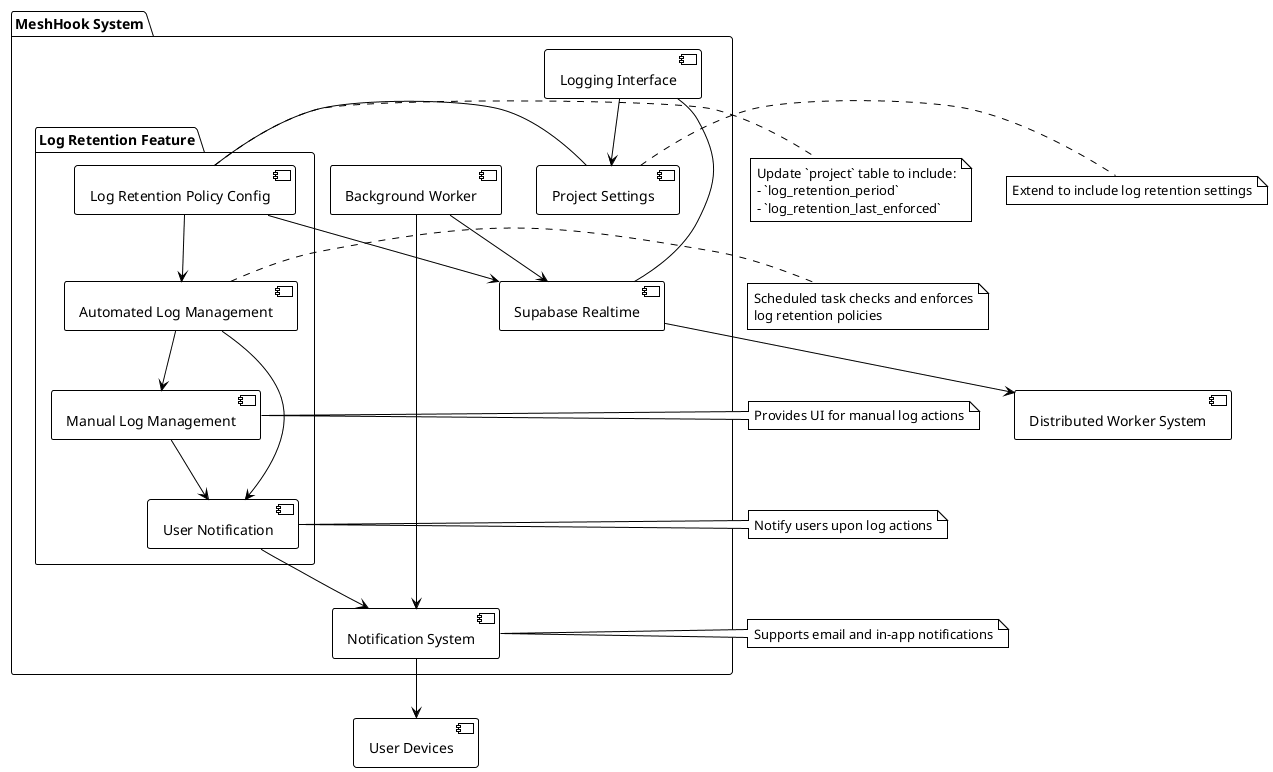 MeshHook System
Logging Interface
Log Retention Feature
Log Retention Policy Config
Background Worker
Project Settings
Update `project` table to include:
- `log_retention_period`
- `log_retention_last_enforced`
Extend to include log retention settings
Automated Log Management
Supabase Realtime
Scheduled task checks and enforces
log retention policies
Manual Log Management
Provides UI for manual log actions
Distributed Worker System
User Notification
Notify users upon log actions
Notification System
Supports email and in-app notifications
User Devices